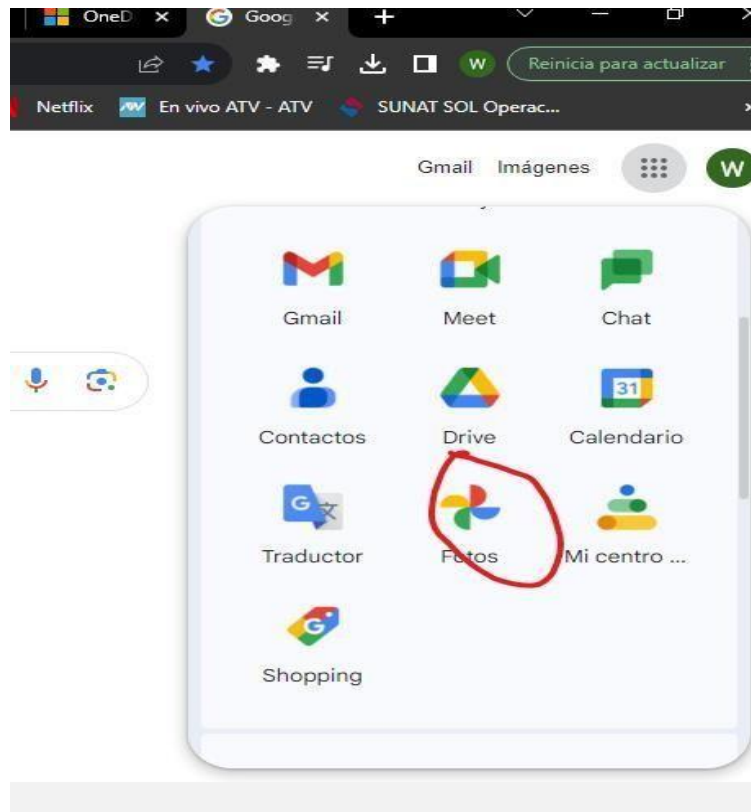 OneD
Goog
W
Reinicia para actualizar
Netflix
En vivo ATV - ATV
SUNAT SOL Operac...
Gmail
Imágenes
W
Gmail
Meet
Chat
Contactos
Drive
31
Calendario
G
文
Traductor
Fotos
Mi centro ...
G
Shopping